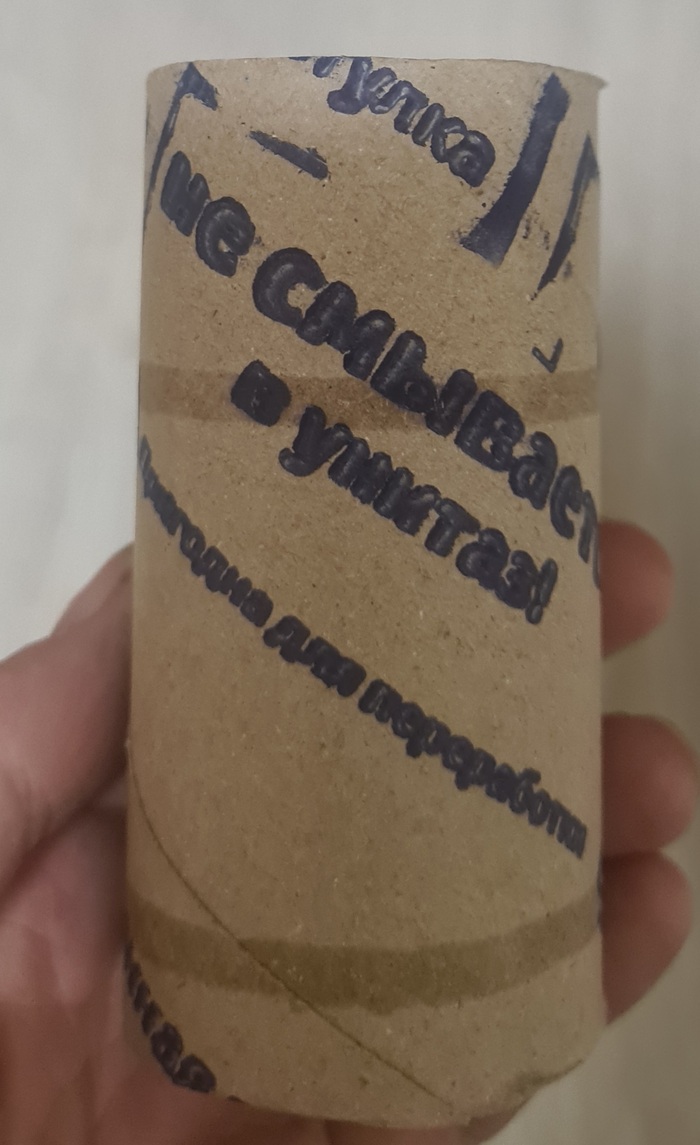 втулка
не смывается
в унитаз!
Пригодна для переработки